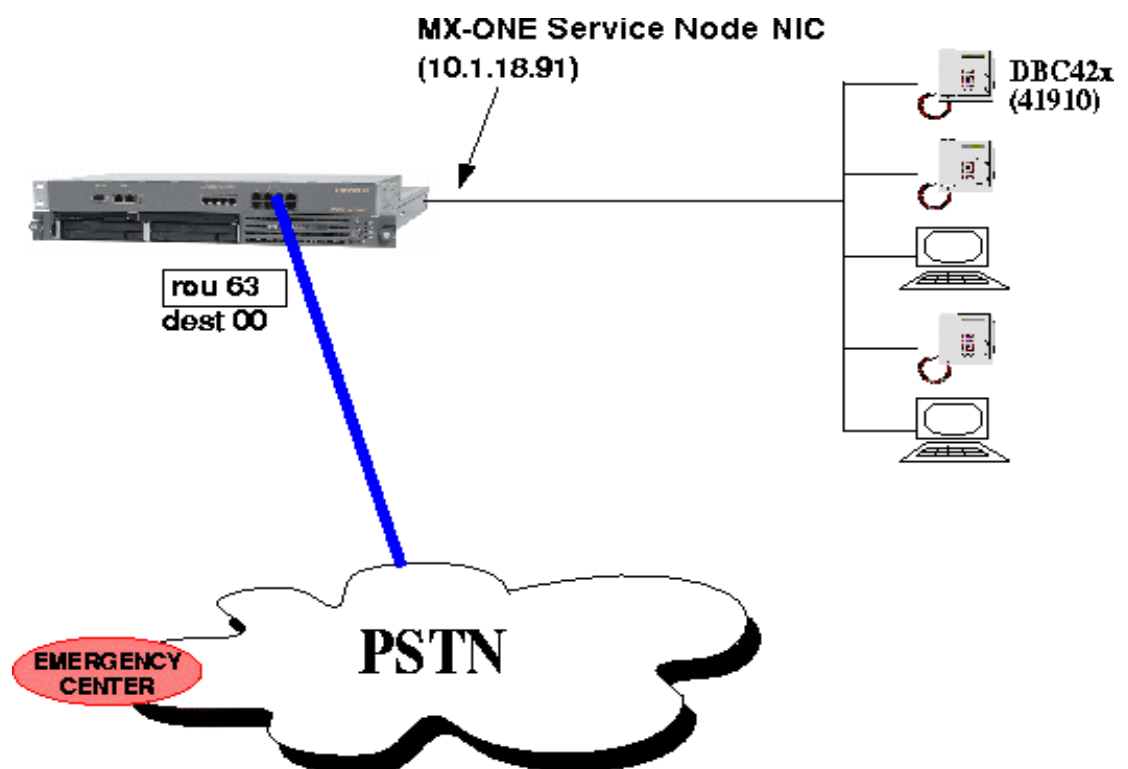 MX-ONE Service Node NIC
(10.1.18.91)
DBC42x
(41910)
rou 63
dest 00
PSTN
EMERGENCY
CENTER